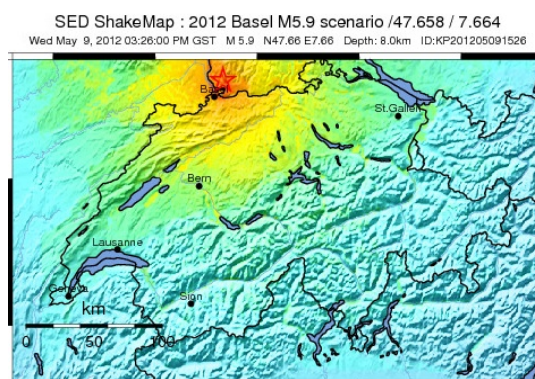 SED ShakeMap : 2012 Basel M5.9 scenario /47.658 / 7.664
Wed May 9, 2012 03:26:00 PM GST M 5.9 N47.66 E7.66 Depth: 8.0km ID:KP201205091526
Basel
St.Gallen
Bern
Lausanne
Geneva
Sion
km
0 50 100